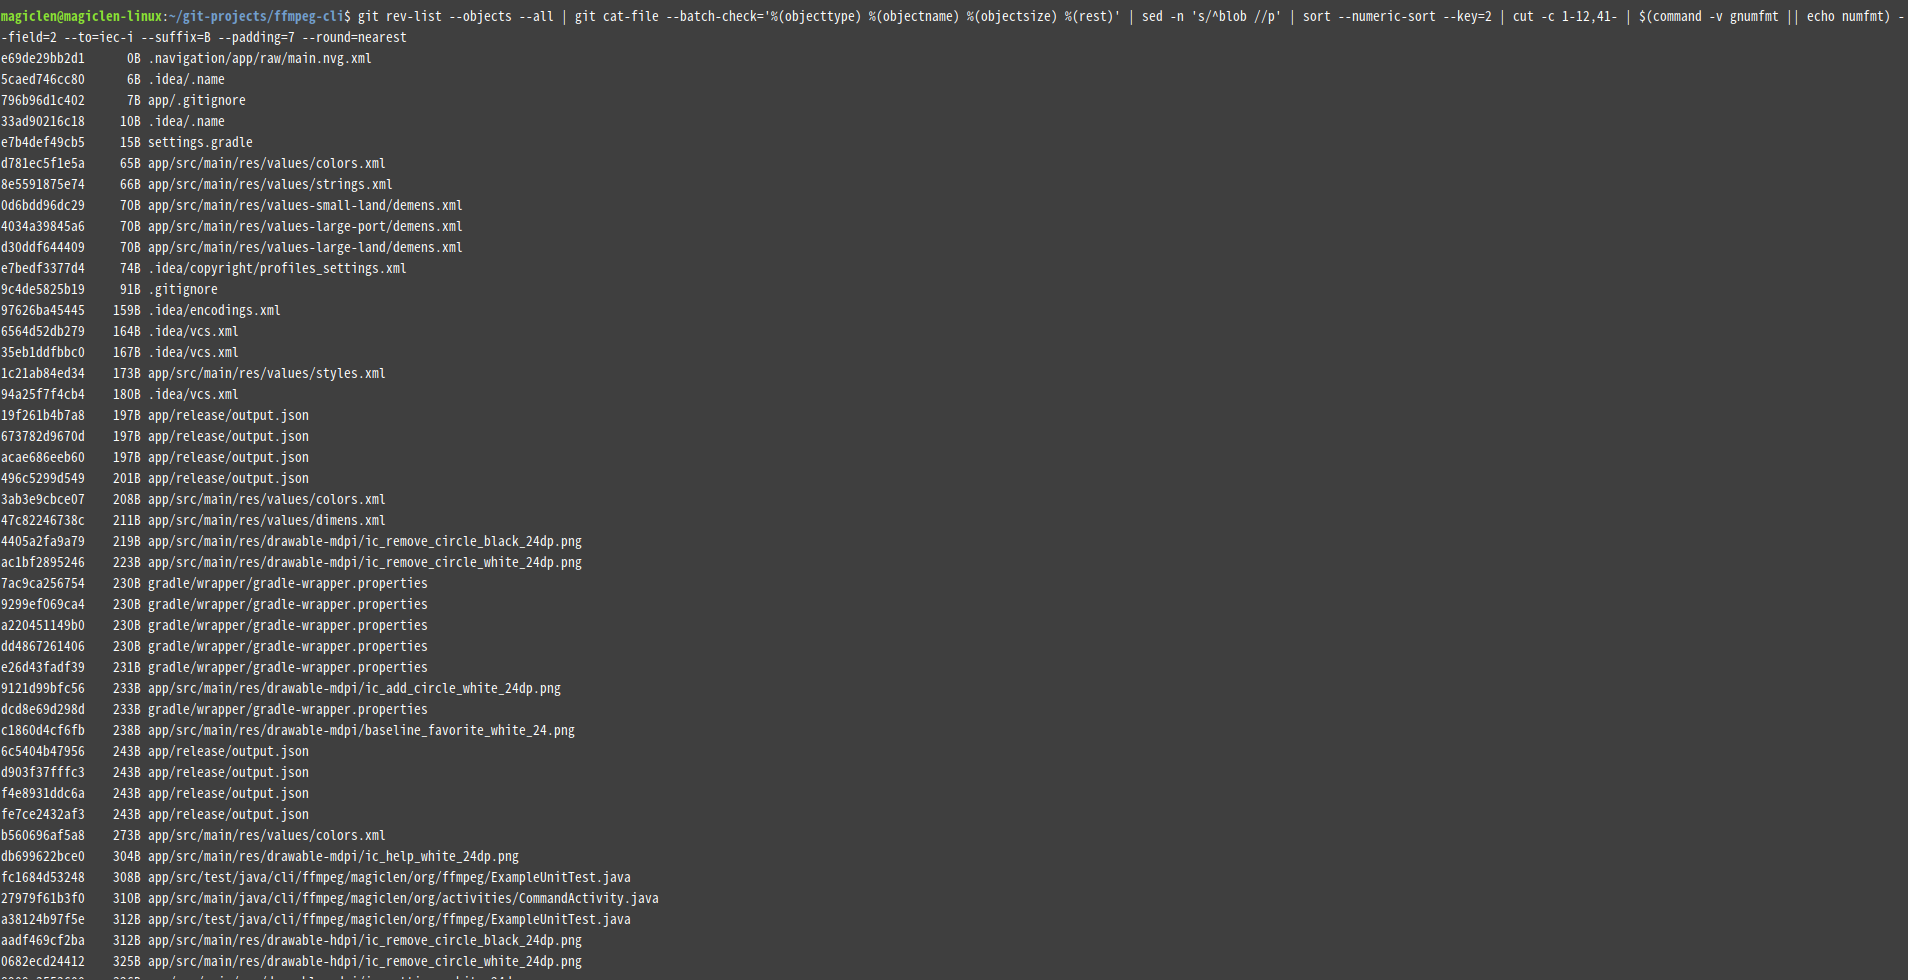 magiclen@magiclen-linux:~/git-projects/ffmpeg-cli$ git rev-list --objects --all | git cat-file --batch-check='%(objecttype) %(objectname) %(objectsize) %(rest)' | sed -n 's/^blob //p' | sort --numeric-sort --key=2 | cut -c 1-12,41- | $(command -v gnumfmt || echo numfmt) -
-field=2 --to=iec-i --suffix=B --padding=7 --round=nearest
e69de29bb2d1      0B .navigation/app/raw/main.nvg.xml
5caed746cc80      6B .idea/.name
796b96d1c402      7B app/.gitignore
33ad90216c18     10B .idea/.name
e7b4def49cb5     15B settings.gradle
d781ec5f1e5a     65B app/src/main/res/values/colors.xml
8e5591875e74     66B app/src/main/res/values/strings.xml
0d6bdd96dc29     70B app/src/main/res/values-small-land/demens.xml
4034a39845a6     70B app/src/main/res/values-large-port/demens.xml
d30ddf644409     70B app/src/main/res/values-large-land/demens.xml
e7bedf3377d4     74B .idea/copyright/profiles_settings.xml
9c4de5825b19     91B .gitignore
97626ba45445    159B .idea/encodings.xml
6564d52db279    164B .idea/vcs.xml
35eb1ddfbbc0    167B .idea/vcs.xml
1c21ab84ed34    173B app/src/main/res/values/styles.xml
94a25f7f4cb4    180B .idea/vcs.xml
19f261b4b7a8    197B app/release/output.json
673782d9670d    197B app/release/output.json
acae686eeb60    197B app/release/output.json
496c5299d549    201B app/release/output.json
3ab3e9cbce07    208B app/src/main/res/values/colors.xml
47c82246738c    211B app/src/main/res/values/dimens.xml
4405a2fa9a79    219B app/src/main/res/drawable-mdpi/ic_remove_circle_black_24dp.png
ac1bf2895246    223B app/src/main/res/drawable-mdpi/ic_remove_circle_white_24dp.png
7ac9ca256754    230B gradle/wrapper/gradle-wrapper.properties
9299ef069ca4    230B gradle/wrapper/gradle-wrapper.properties
a220451149b0    230B gradle/wrapper/gradle-wrapper.properties
dd4867261406    230B gradle/wrapper/gradle-wrapper.properties
e26d43fadf39    231B gradle/wrapper/gradle-wrapper.properties
9121d99bfc56    233B app/src/main/res/drawable-mdpi/ic_add_circle_white_24dp.png
dcd8e69d298d    233B gradle/wrapper/gradle-wrapper.properties
c1860d4cf6fb    238B app/src/main/res/drawable-mdpi/baseline_favorite_white_24.png
6c5404b47956    243B app/release/output.json
d903f37fffc3    243B app/release/output.json
f4e8931ddc6a    243B app/release/output.json
fe7ce2432af3    243B app/release/output.json
b560696af5a8    273B app/src/main/res/values/colors.xml
db699622bce0    304B app/src/main/res/drawable-mdpi/ic_help_white_24dp.png
fc1684d53248    308B app/src/test/java/cli/ffmpeg/magiclen/org/ffmpeg/ExampleUnitTest.java
27979f61b3f0    310B app/src/main/java/cli/ffmpeg/magiclen/org/activities/CommandActivity.java
a38124b97f5e    312B app/src/test/java/cli/ffmpeg/magiclen/org/ffmpeg/ExampleUnitTest.java
aadf469cf2ba    312B app/src/main/res/drawable-hdpi/ic_remove_circle_black_24dp.png
0682ecd24412    325B app/src/main/res/drawable-hdpi/ic_remove_circle_white_24dp.png